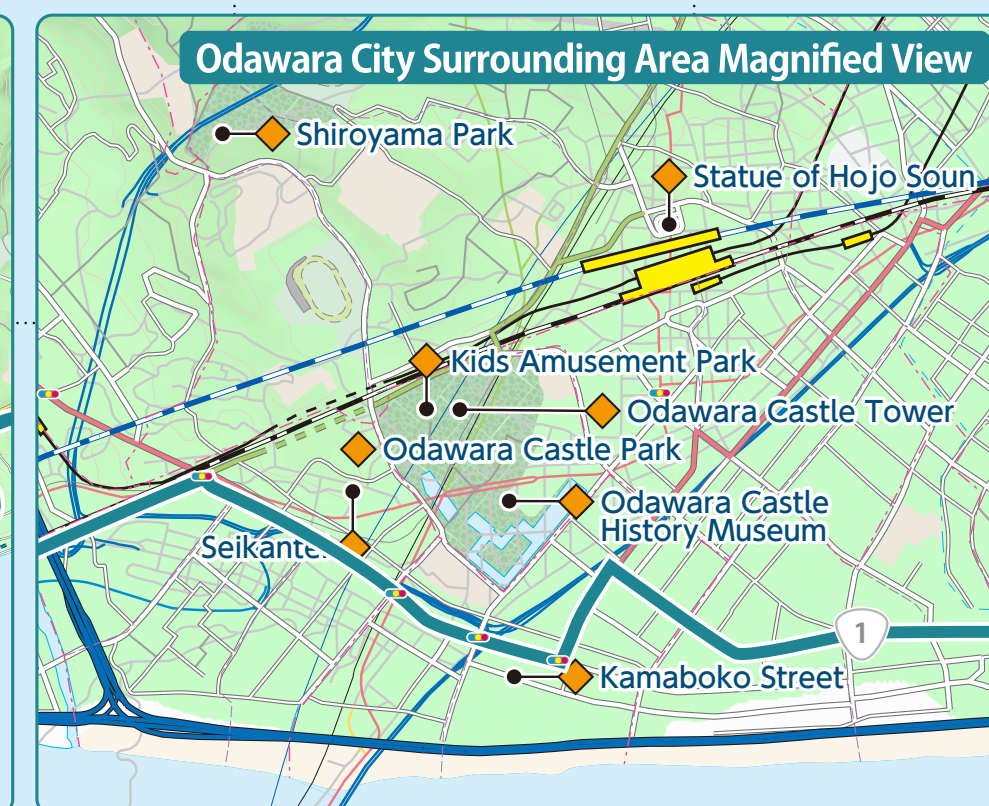 Odawara City Surrounding Area Magnified View
Shiroyama Park
Statue of Hojo Soun
Kids Amusement Park
Odawara Castle Tower
Odawara Castle Park
Odawara Castle
History Museum
1
Kamaboko Street